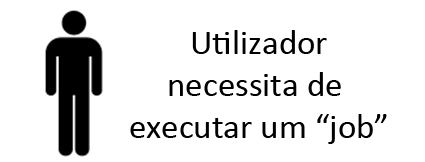 Utilizador
necessita de
executar um “job”